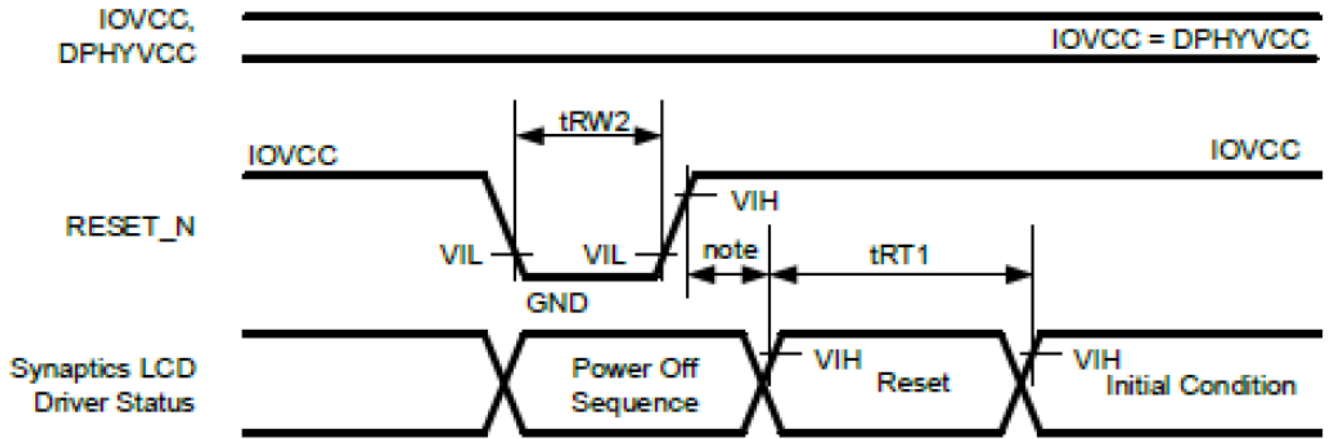 IOVCC,
DPHYVCC
IOVCC = DPHYVCC
tRW2
IOVCC
IOVCC
RESET_N
VIH
VIL
VIL
note
tRT1
GND
Synaptics LCD
Driver Status
Power Off
Sequence
VIH
Reset
VIH
Initial Condition